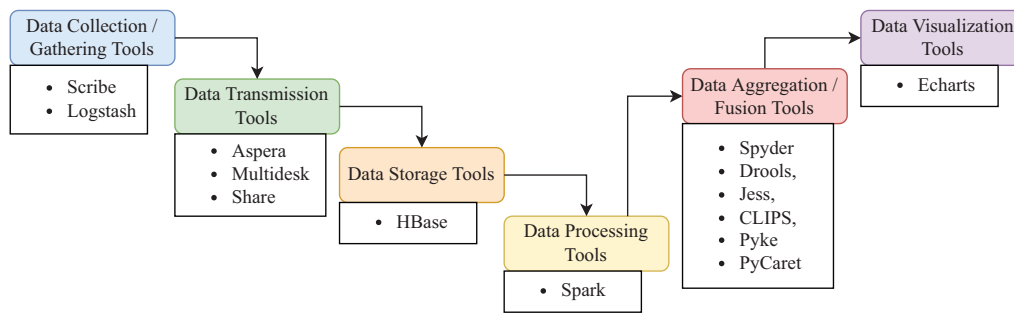 Data Collection /
Gathering Tools
• Scribe
• Logstash
Data Transmission
Tools
• Aspera
• Multidesk
• Share
Data Storage Tools
• HBase
Data Processing
Tools
• Spark
Data Aggregation /
Fusion Tools
• Spyder
• Drools,
• Jess,
• CLIPS,
• Pyke
• PyCaret
Data Visualization
Tools
• Echarts